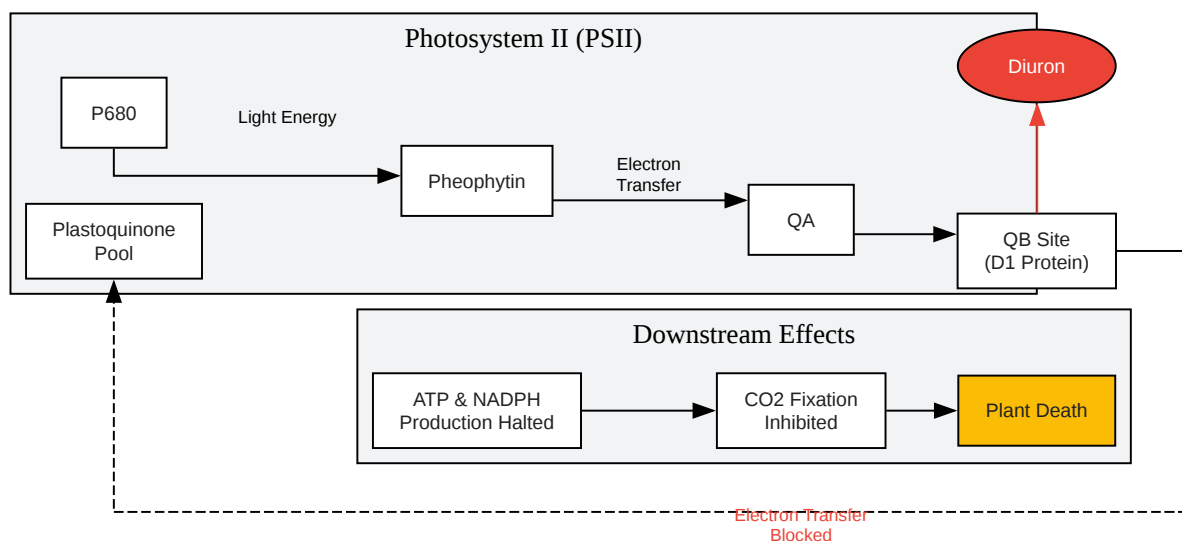 Photosystem II (PSII)
Diuron
P680
Light Energy
Pheophytin
Electron
Transfer
QA
Plastoquinone
Pool
QB Site
(D1 Protein)
Downstream Effects
ATP & NADPH
Production Halted
CO2 Fixation
Inhibited
Plant Death
Electron Transfer
Blocked